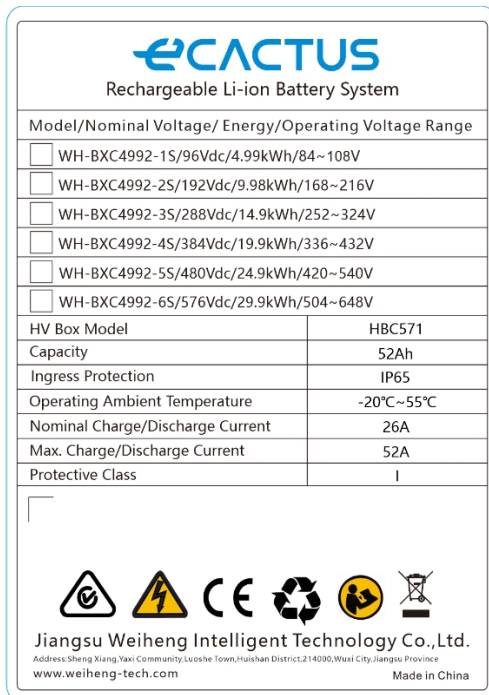 eCACTUS
Rechargeable Li-ion Battery System
Model/Nominal Voltage/ Energy/Operating Voltage Range
WH-BXC4992-1S/96Vdc/4.99kWh/84~108V
WH-BXC4992-2S/192Vdc/9.98kWh/168~216V
WH-BXC4992-3S/288Vdc/14.9kWh/252~324V
WH-BXC4992-4S/384Vdc/19.9kWh/336~432V
WH-BXC4992-5S/480Vdc/24.9kWh/420~540V
WH-BXC4992-6S/576Vdc/29.9kWh/504~648V
HV Box Model HBC571
Capacity 52Ah
Ingress Protection IP65
Operating Ambient Temperature -20℃~55℃
Nominal Charge/Discharge Current 26A
Max. Charge/Discharge Current 52A
Protective Class I
CE
Jiangsu Weiheng Intelligent Technology Co.,Ltd.
Address:Sheng Xiang,Yaxi Community,Luoshe Town,Huishan District,214000,Wuxi City,Jiangsu Province
www.weiheng-tech.com Made in China